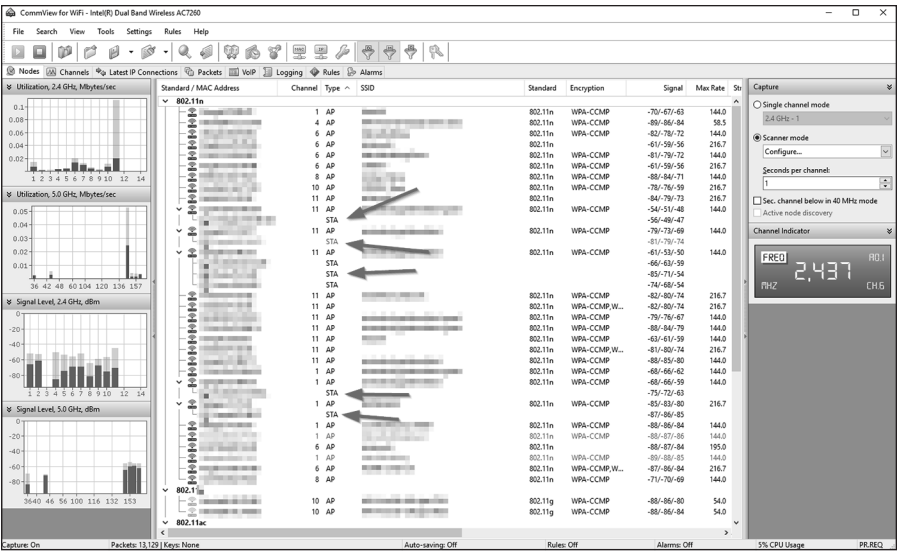 CommView for WiFi - Intel(R) Dual Band Wireless AC7260
File Search View Tools Settings Rules Help
Nodes Channels Latest IP Connections Packets VoIP Logging Rules Alarms
Utilization, 2.4 GHz, Mbytes/sec
0.1
0.08
0.06
0.04
0.02
1 2 3 4 5 6 7 8 9 10 12 14
Utilization, 5.0 GHz, Mbytes/sec
0.05
0.04
0.03
0.02
0.01
36 42 48 60 104 120 136 157
Signal Level, 2.4 GHz, dBm
0
-20
-40
-60
-80
1 2 3 4 5 6 7 8 9 10 12 14
Signal Level, 5.0 GHz, dBm
0
-20
-40
-60
-80
3640 46 56 100 116 132 153
Standard / MAC Address Channel Type SSID Standard Encryption Signal Max Rate Str
802.11n
1 AP 802.11n WPA-CCMP -70/-67/-63 144.0
4 AP 802.11n WPA-CCMP -89/-86/-84 58.5
6 AP 802.11n WPA-CCMP -82/-78/-72 144.0
6 AP 802.11n -61/-59/-56 216.7
6 AP 802.11n WPA-CCMP -81/-79/-72 144.0
6 AP 802.11n WPA-CCMP -61/-59/-56 216.7
8 AP 802.11n WPA-CCMP -88/-84/-71 144.0
10 AP 802.11n WPA-CCMP -78/-76/-59 216.7
11 AP 802.11n -84/-79/-73 216.7
11 AP 802.11n WPA-CCMP -54/-51/-48 144.0
STA -56/-49/-47
11 AP 802.11n WPA-CCMP -79/-73/-69 144.0
STA -81/-79/-74
11 AP 802.11n WPA-CCMP -61/-53/-50 144.0
STA -66/-63/-59
STA -85/-71/-54
STA -74/-68/-54
11 AP 802.11n WPA-CCMP -82/-80/-74 216.7
11 AP 802.11n WPA-CCMP,W... -82/-80/-74 216.7
11 AP 802.11n WPA-CCMP -79/-76/-67 144.0
11 AP 802.11n WPA-CCMP -88/-84/-79 144.0
11 AP 802.11n WPA-CCMP -63/-61/-59 144.0
11 AP 802.11n WPA-CCMP,W... -81/-80/-74 216.7
11 AP 802.11n WPA-CCMP -88/-85/-80 144.0
1 AP 802.11n WPA-CCMP -68/-66/-62 144.0
1 AP 802.11n WPA-CCMP -68/-66/-59 144.0
STA -75/-72/-63
1 AP 802.11n WPA-CCMP -85/-83/-80 216.7
STA -87/-86/-85
1 AP 802.11n WPA-CCMP -88/-86/-84 144.0
1 AP 802.11n WPA-CCMP -88/-87/-86 144.0
6 AP 802.11n -88/-87/-84 195.0
1 AP 802.11n WPA-CCMP -89/-88/-85 144.0
6 AP 802.11n WPA-CCMP,W... -87/-86/-84 216.7
8 AP 802.11n WPA-CCMP -71/-70/-69 144.0
802.1
10 AP 802.11g WPA-CCMP -88/-86/-80 54.0
10 AP 802.11g WPA-CCMP -88/-86/-84 54.0
802.11ac
Capture
Single channel mode
2.4 GHz - 1
Scanner mode
Configure...
Seconds per channel:
1
Sec. channel below in 40 MHz mode
Active node discovery
Channel Indicator
FREQ 2,437 A0.1
MHZ CH.6
Capture: On Packets: 13,129 Keys: None Auto-saving: Off Rules: Off Alarms: Off 5% CPU Usage PR.REQ